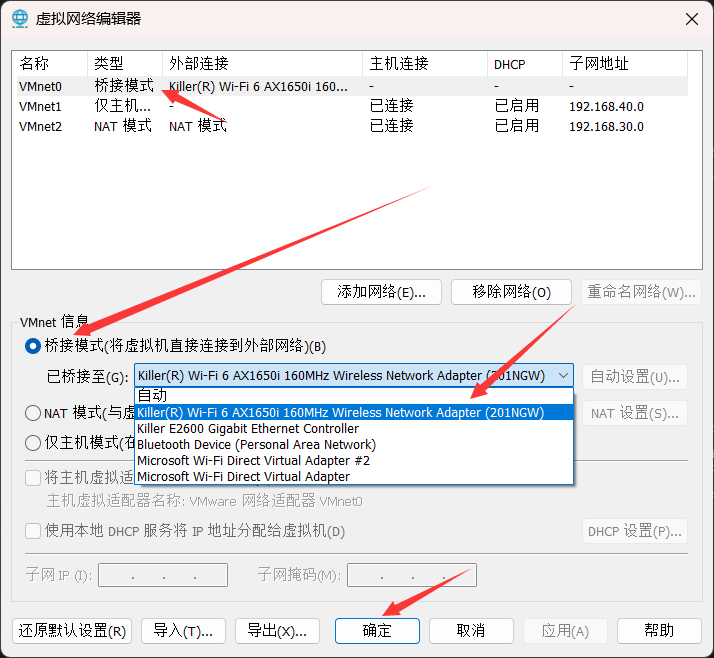 虚拟网络编辑器
名称 类型 外部连接 主机连接 DHCP 子网地址
VMnet0 桥接模式 Killer(R) Wi-Fi 6 AX1650i 160... - - -
VMnet1 仅主机... - 已连接 已启用 192.168.40.0
VMnet2 NAT 模式 NAT 模式 已连接 已启用 192.168.30.0
添加网络(E)... 移除网络(O) 重命名网络(W)...
VMnet 信息
桥接模式(将虚拟机直接连接到外部网络)(B)
已桥接至(G): Killer(R) Wi-Fi 6 AX1650i 160MHz Wireless Network Adapter (201NGW) 自动设置(U)...
自动
NAT 模式(与虚 Killer(R) Wi-Fi 6 AX1650i 160MHz Wireless Network Adapter (201NGW) NAT 设置(S)...
Killer E2600 Gigabit Ethernet Controller
仅主机模式(在 Bluetooth Device (Personal Area Network)
Microsoft Wi-Fi Direct Virtual Adapter #2
将主机虚拟适 Microsoft Wi-Fi Direct Virtual Adapter
主机虚拟适配器名称: VMware 网络适配器 VMnet0
使用本地 DHCP 服务将 IP 地址分配给虚拟机(D) DHCP 设置(P)...
子网 IP (I): . . . 子网掩码(M): . . .
还原默认设置(R) 导入(T)... 导出(X)... 确定 取消 应用(A) 帮助